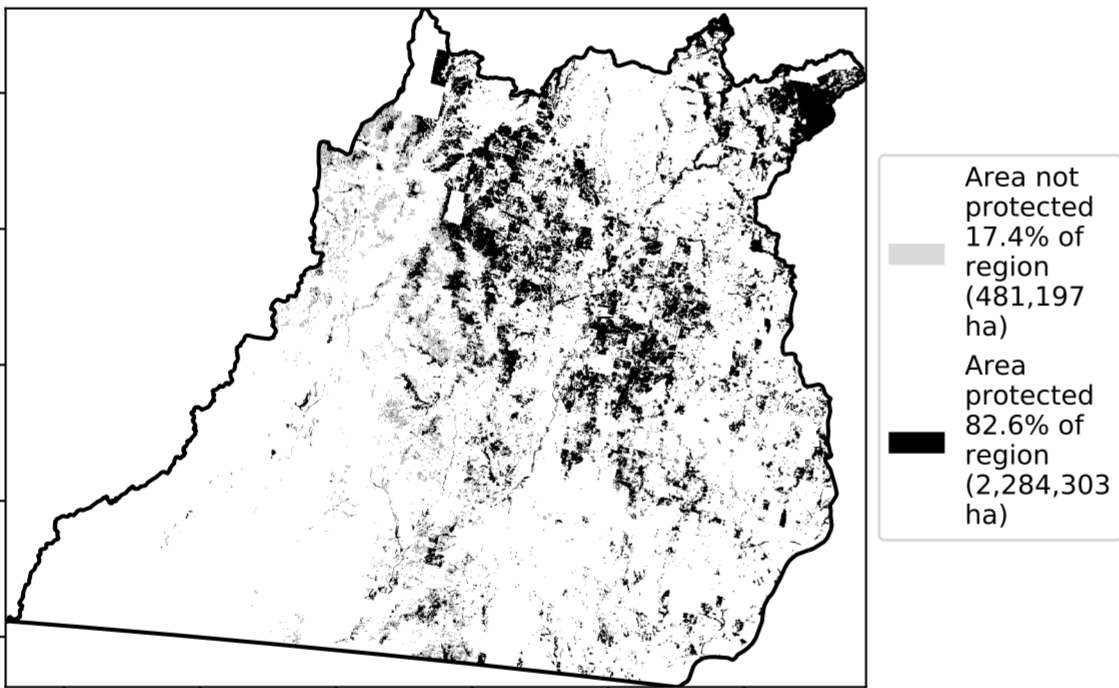 Area not
protected
17.4% of
region
(481,197
ha)
Area
protected
82.6% of
region
(2,284,303
ha)